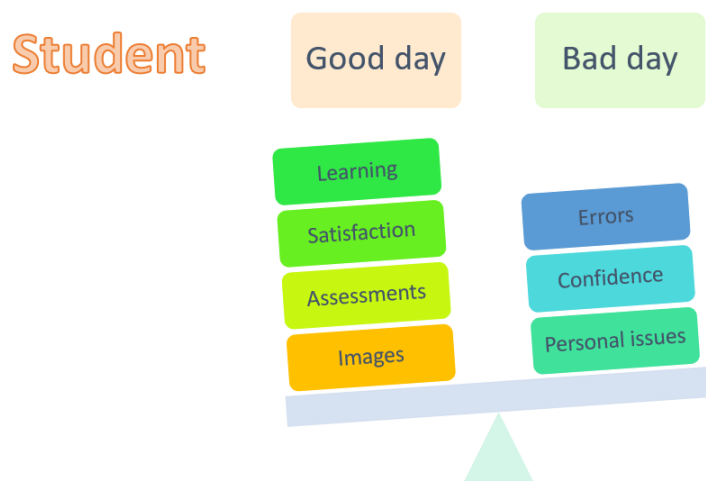 Student
Good day
Bad day
Learning
Satisfaction
Assessments
Images
Errors
Confidence
Personal issues